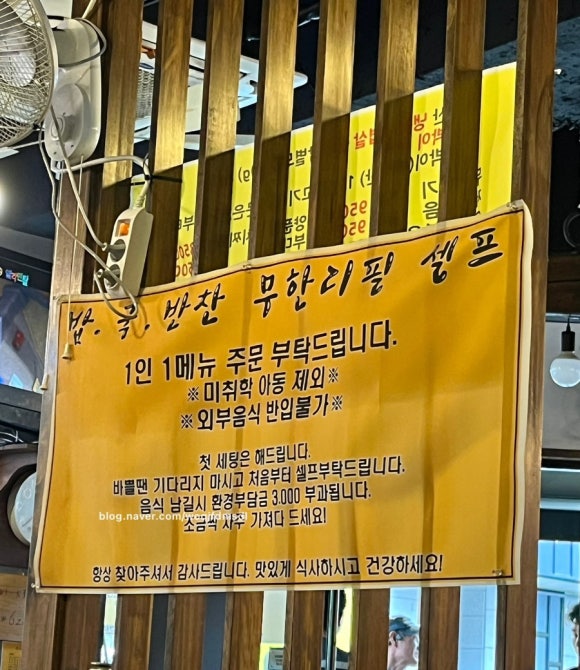 밥. 국. 반찬 무한리필 셀프
1인 1메뉴 주문 부탁드립니다.
※미취학 아동 제외※
※외부음식 반입불가※
첫 세팅은 해드립니다.
바쁠땐 기다리지 마시고 처음부터 셀프부탁드립니다.
음식 남길시 환경부담금 3,000 부과됩니다.
조금씩 자주 가져다 드세요!
항상 찾아주셔서 감사드립니다. 맛있게 식사하시고 건강하세요!